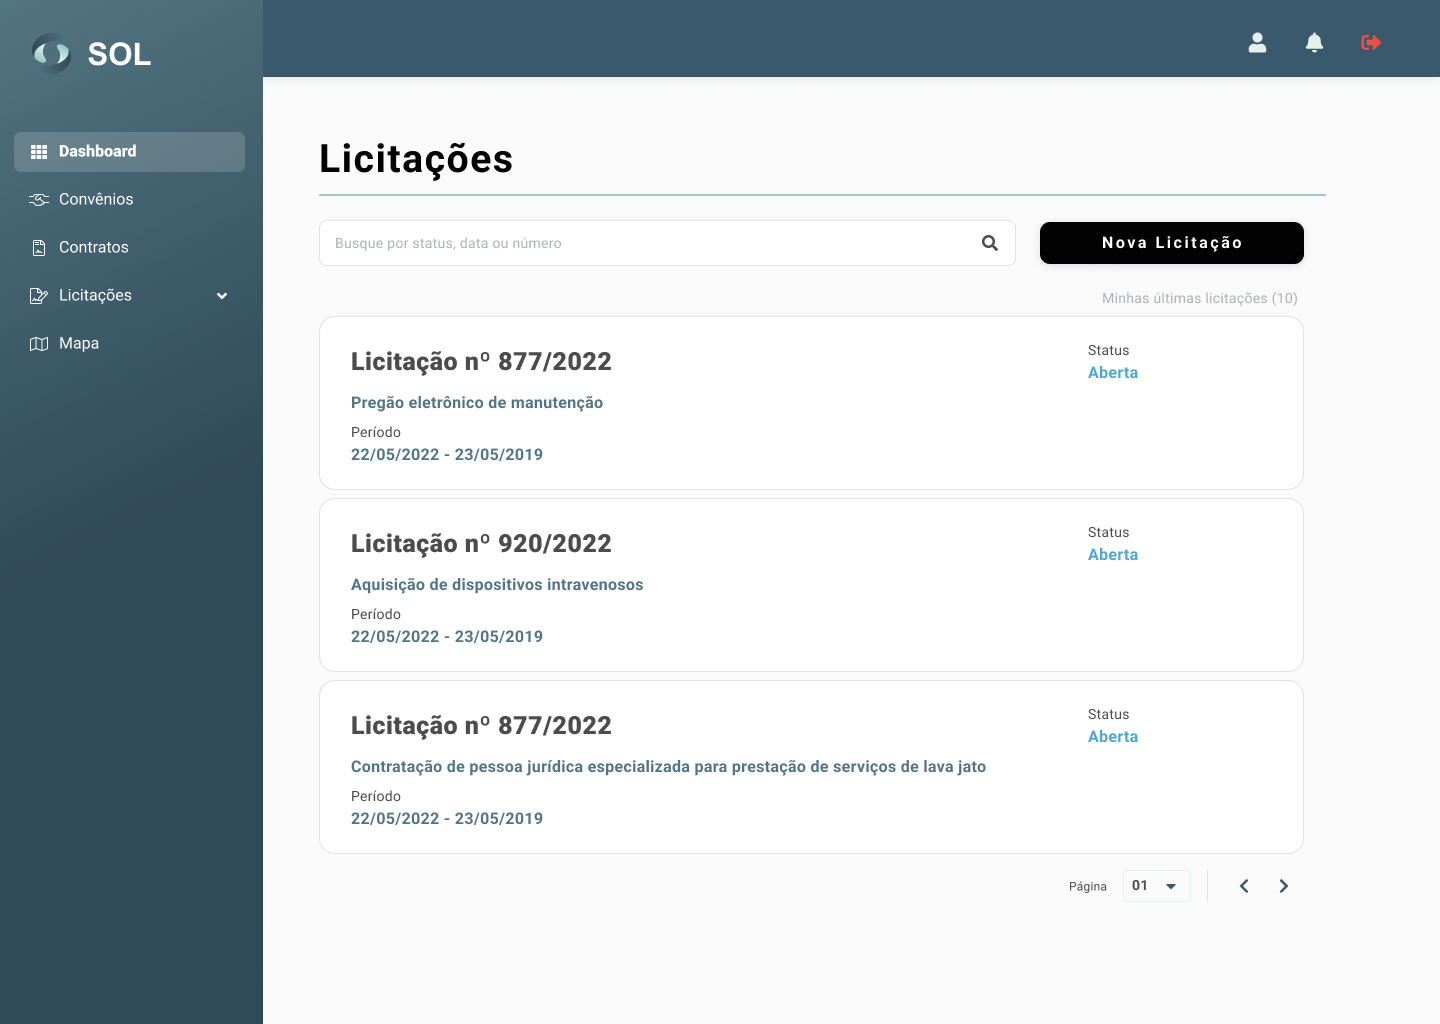 SOL
Dashboard
Convênios
Contratos
Licitações
Mapa
Licitações
Busque por status, data ou número
Nova Licitação
Minhas últimas licitações (10)
Licitação nº 877/2022
Status
Aberta
Pregão eletrônico de manutenção
Período
22/05/2022 - 23/05/2019
Licitação nº 920/2022
Status
Aberta
Aquisição de dispositivos intravenosos
Período
22/05/2022 - 23/05/2019
Licitação nº 877/2022
Status
Aberta
Contratação de pessoa jurídica especializada para prestação de serviços de lava jato
Período
22/05/2022 - 23/05/2019
Página 01